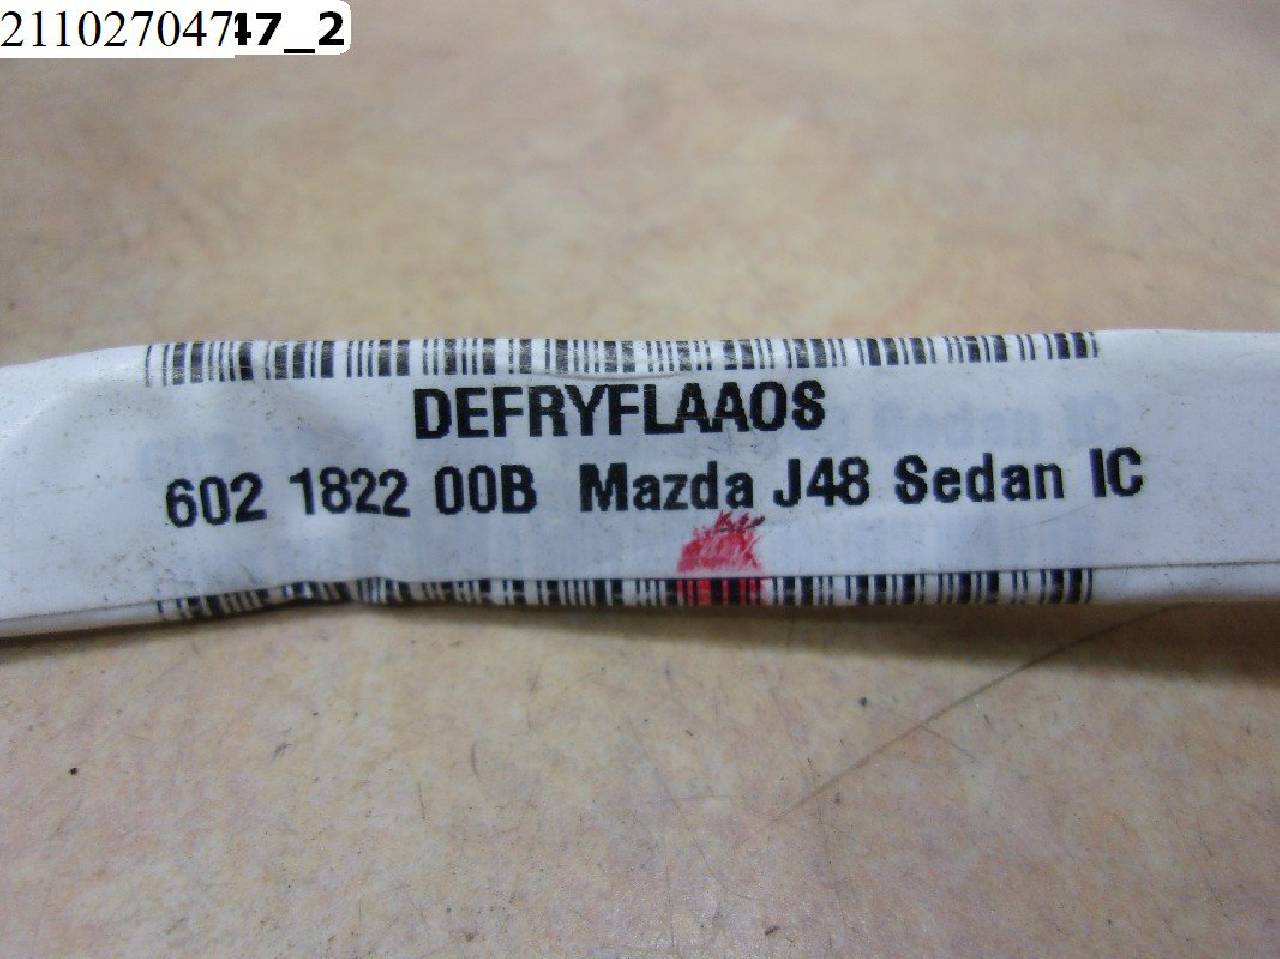 21102704747_2
DEFRYFLAAOS
602 1822 00B Mazda J48 Sedan IC